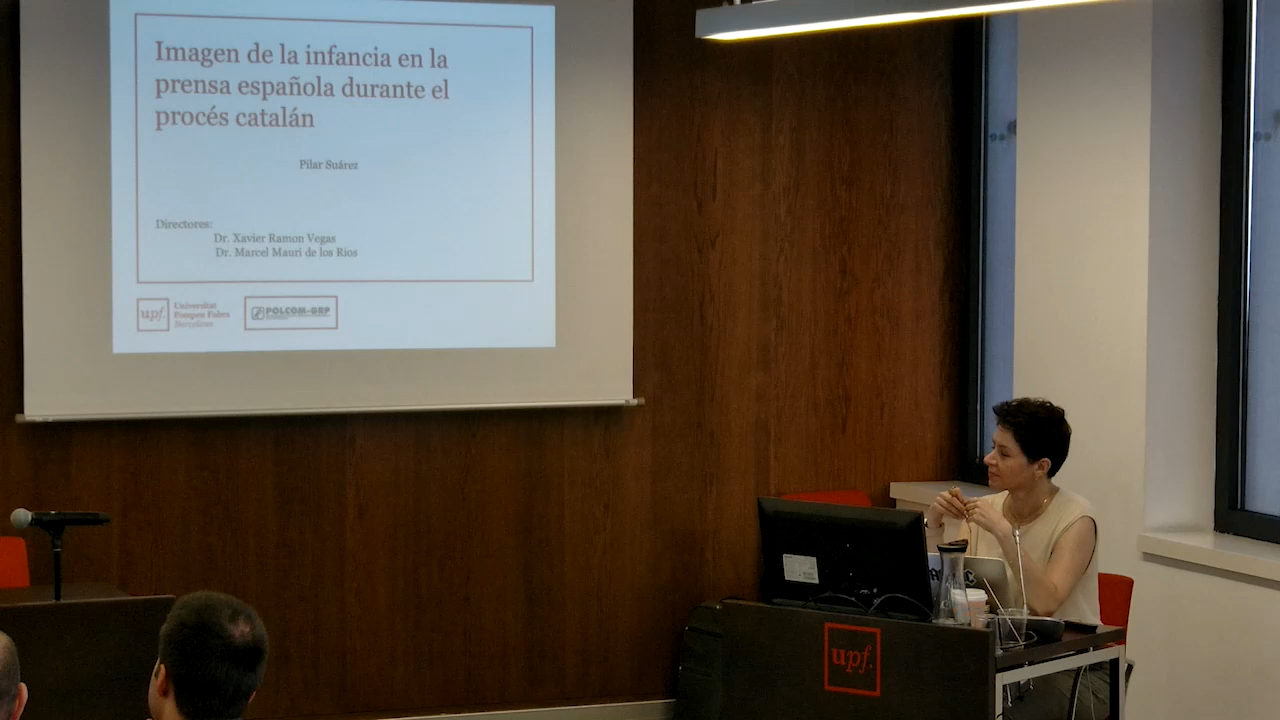 Imagen de la infancia en la
prensa española durante el
procés catalán
Pilar Suárez
Directores:
Dr. Xavier Ramon Vegas
Dr. Marcel Mauri de los Rios
upf.
Universitat
Pompeu Fabra
Barcelona
POLCOM-GRP
upf.